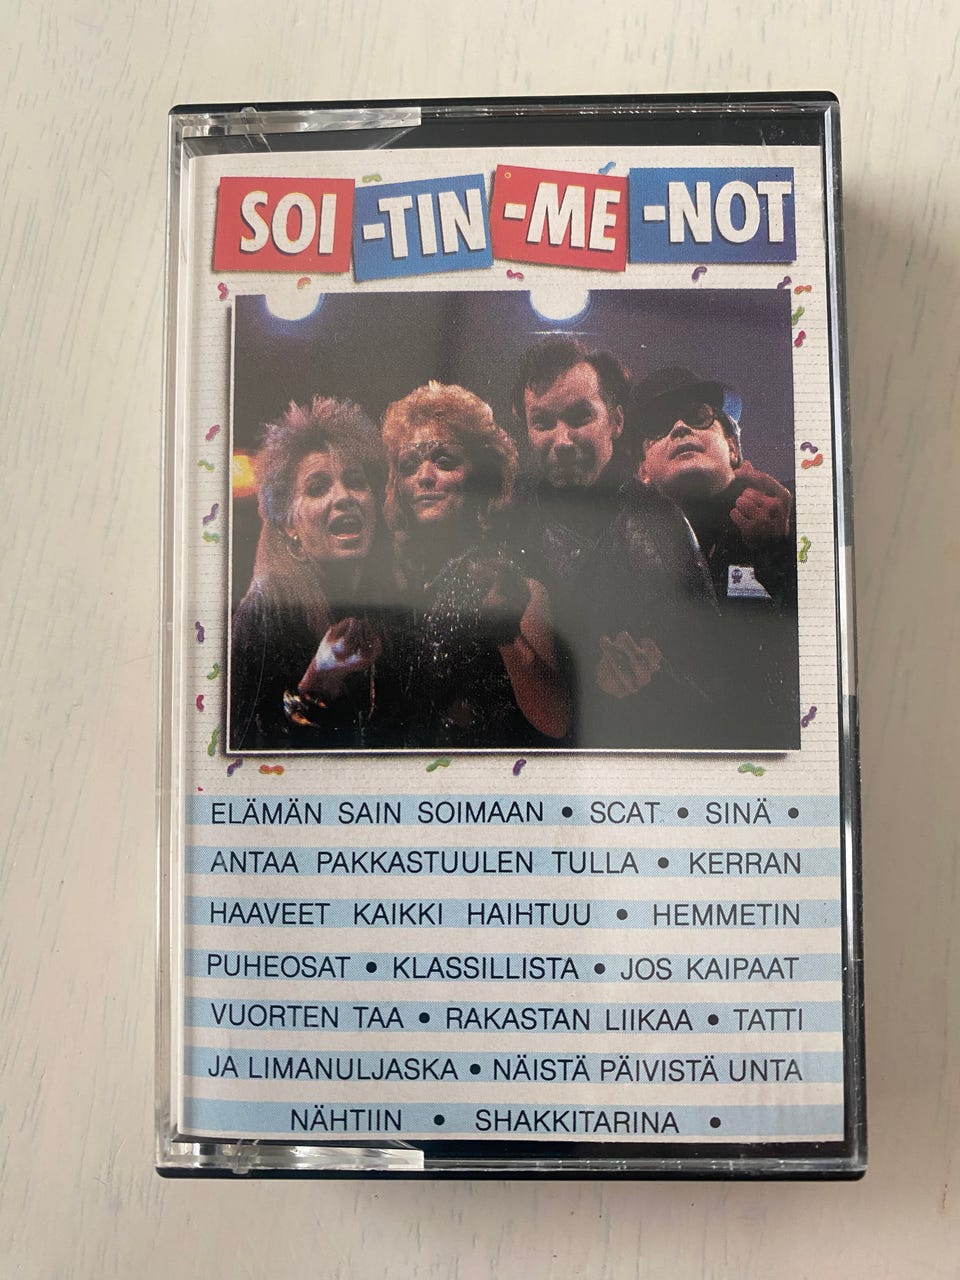 SOI-TIN-ME-NOT
ELÄMÄN SAIN SOIMAAN • SCAT • SINÄ •
ANTAA PAKKASTUULEN TULLA • KERRAN
HAAVEET KAIKKI HAIHTUU • HEMMETIN
PUHEOSAT • KLASSILLISTA • JOS KAIPAAT
VUORTEN TAA • RAKASTAN LIIKAA • TATTI
JA LIMANULJASKA • NÄISTÄ PÄIVISTÄ UNTA
NÄHTIIN • SHAKKITARINA •